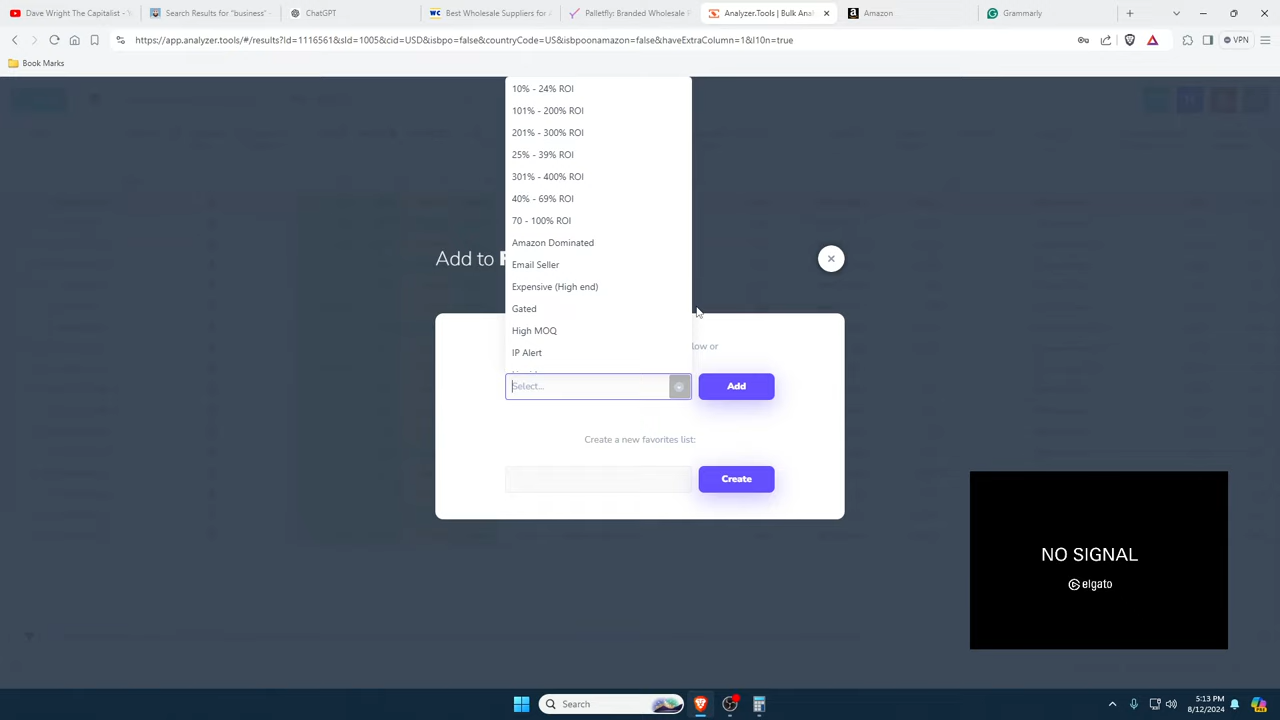 Dave Wright The Capitalist - Y
Search Results for "business"
ChatGPT
Best Wholesale Suppliers for A
Palletfly: Branded Wholesale P
Analyzer.Tools | Bulk Anal
Amazon
Grammarly
https://app.analyzer.tools/#/results?Id=1116561&sId=1005&cid=USD&isbpo=false&countryCode=US&isbpoonamazon=false&haveExtraColumn=1&l10n=true
VPN
Book Marks
10% - 24% ROI
101% - 200% ROI
201% - 300% ROI
25% - 39% ROI
301% - 400% ROI
40% - 69% ROI
70 - 100% ROI
Amazon Dominated
Add to
Email Seller
Expensive (High end)
Gated
High MOQ
low or
IP Alert
Select...
Add
Create a new favorites list:
Create
NO SIGNAL
elgato
Search
5:13 PM
8/12/2024